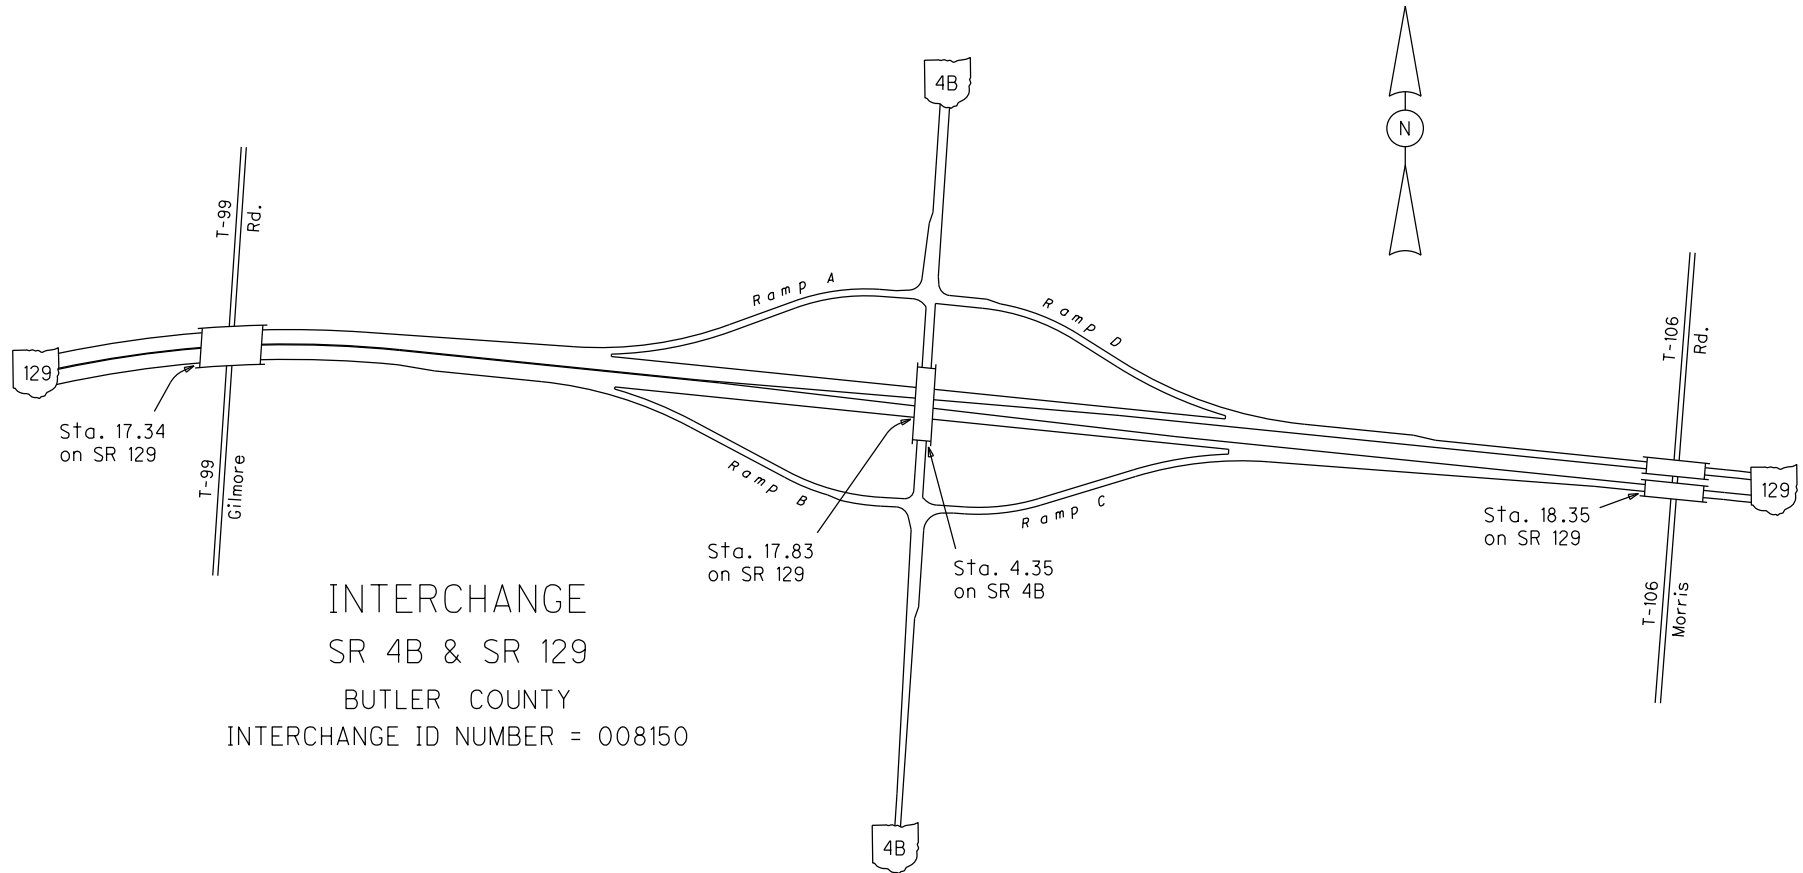 4B
N
T-99
Rd.
Ramp A
Ramp D
T-106
Rd.
129
Sta. 17.34
on SR 129
T-99
Gilmore
Ramp B
Ramp C
129
Sta. 18.35
on SR 129
Sta. 17.83
on SR 129
Sta. 4.35
on SR 4B
T-106
Morris
INTERCHANGE
SR 4B & SR 129
BUTLER COUNTY
INTERCHANGE ID NUMBER = 008150
4B